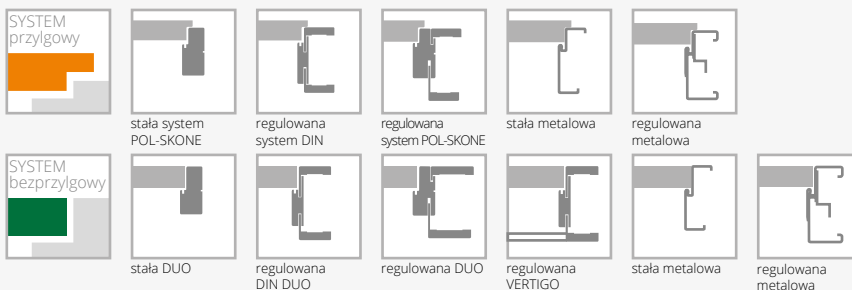 SYSTEM
przylgowy
stała system
POL-SKONE
regulowana
system DIN
regulowana
system POL-SKONE
stała metalowa
regulowana
metalowa
SYSTEM
bezprzylgowy
stała DUO
regulowana
DIN DUO
regulowana DUO
regulowana
VERTIGO
stała metalowa
regulowana
metalowa